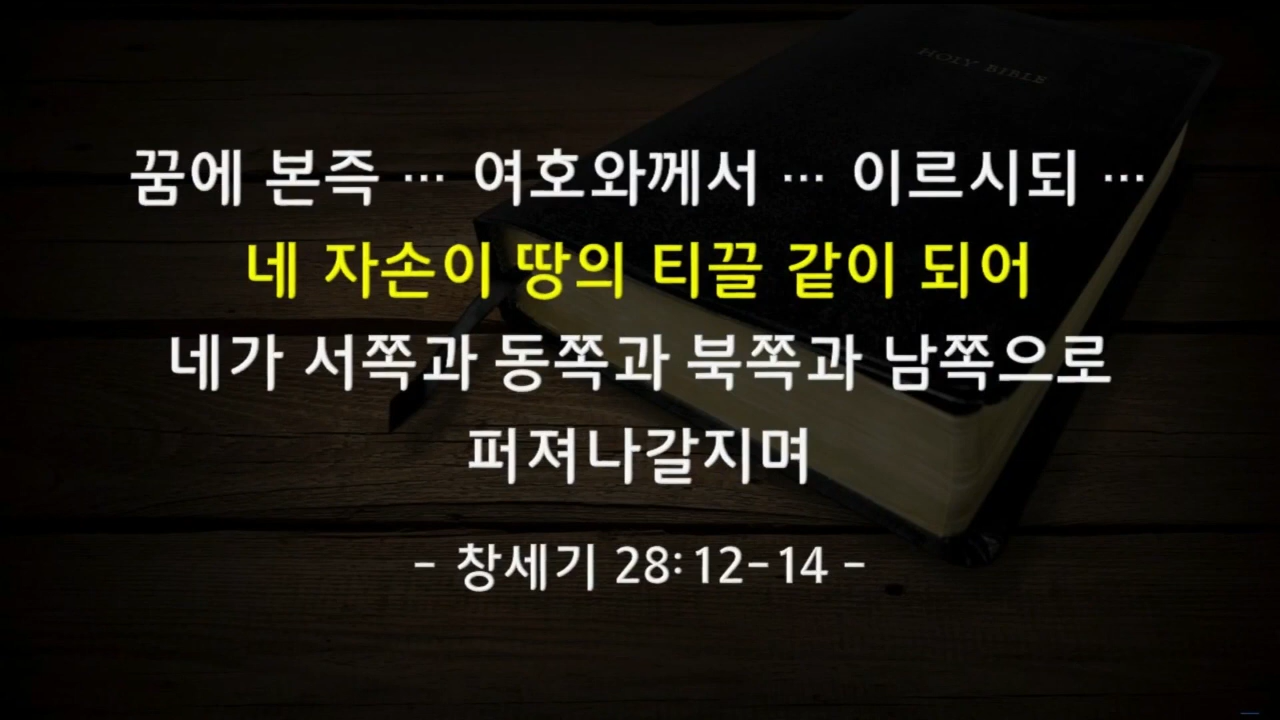 HOLY BIBLE
꿈에 본즉 … 여호와께서 … 이르시되 …
네 자손이 땅의 티끌 같이 되어
네가 서쪽과 동쪽과 북쪽과 남쪽으로
퍼져나갈지며
- 창세기 28:12-14 -